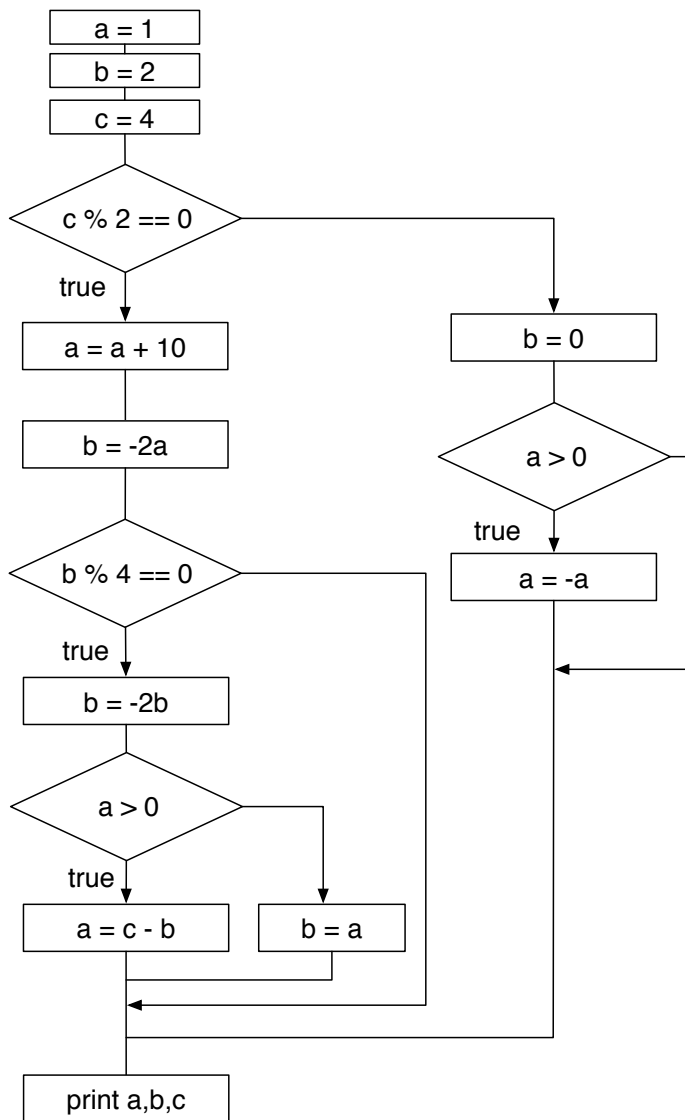 a = 1
b = 2
c = 4
c % 2 == 0
true
a = a + 10
b = -2a
b % 4 == 0
true
b = -2b
a > 0
true
a = c - b
b = a
b = 0
a > 0
true
a = -a
print a,b,c